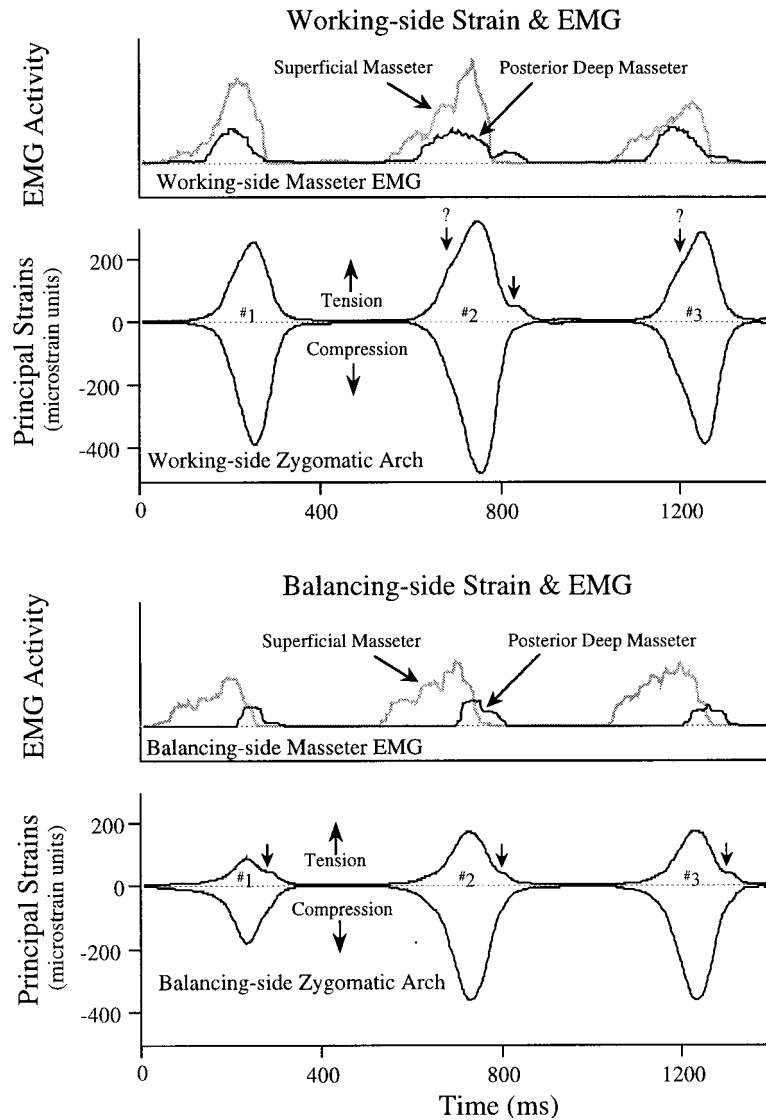 Working-side Strain & EMG
EMG Activity
Superficial Masseter
Posterior Deep Masseter
Working-side Masseter EMG
Principal Strains
(microstrain units)
200
0
-200
-400
?
?
Tension
#1
#2
#3
Compression
Working-side Zygomatic Arch
0 400 800 1200
Balancing-side Strain & EMG
EMG Activity
Superficial Masseter
Posterior Deep Masseter
Balancing-side Masseter EMG
Principal Strains
(microstrain units)
200
0
-200
-400
Tension
#1
#2
#3
Compression
Balancing-side Zygomatic Arch
0 400 800 1200
Time (ms)